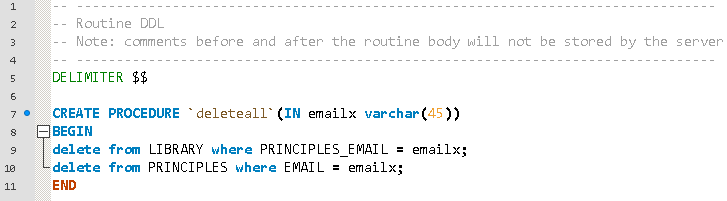 1 -- --------------------------------------------------------------------------------
2 -- Routine DDL
3 -- Note: comments before and after the routine body will not be stored by the server
4 -- --------------------------------------------------------------------------------
5 DELIMITER $$
6
7 CREATE PROCEDURE `deleteall`(IN emailx varchar(45))
8 BEGIN
9 delete from LIBRARY where PRINCIPLES_EMAIL = emailx;
10 delete from PRINCIPLES where EMAIL = emailx;
11 END